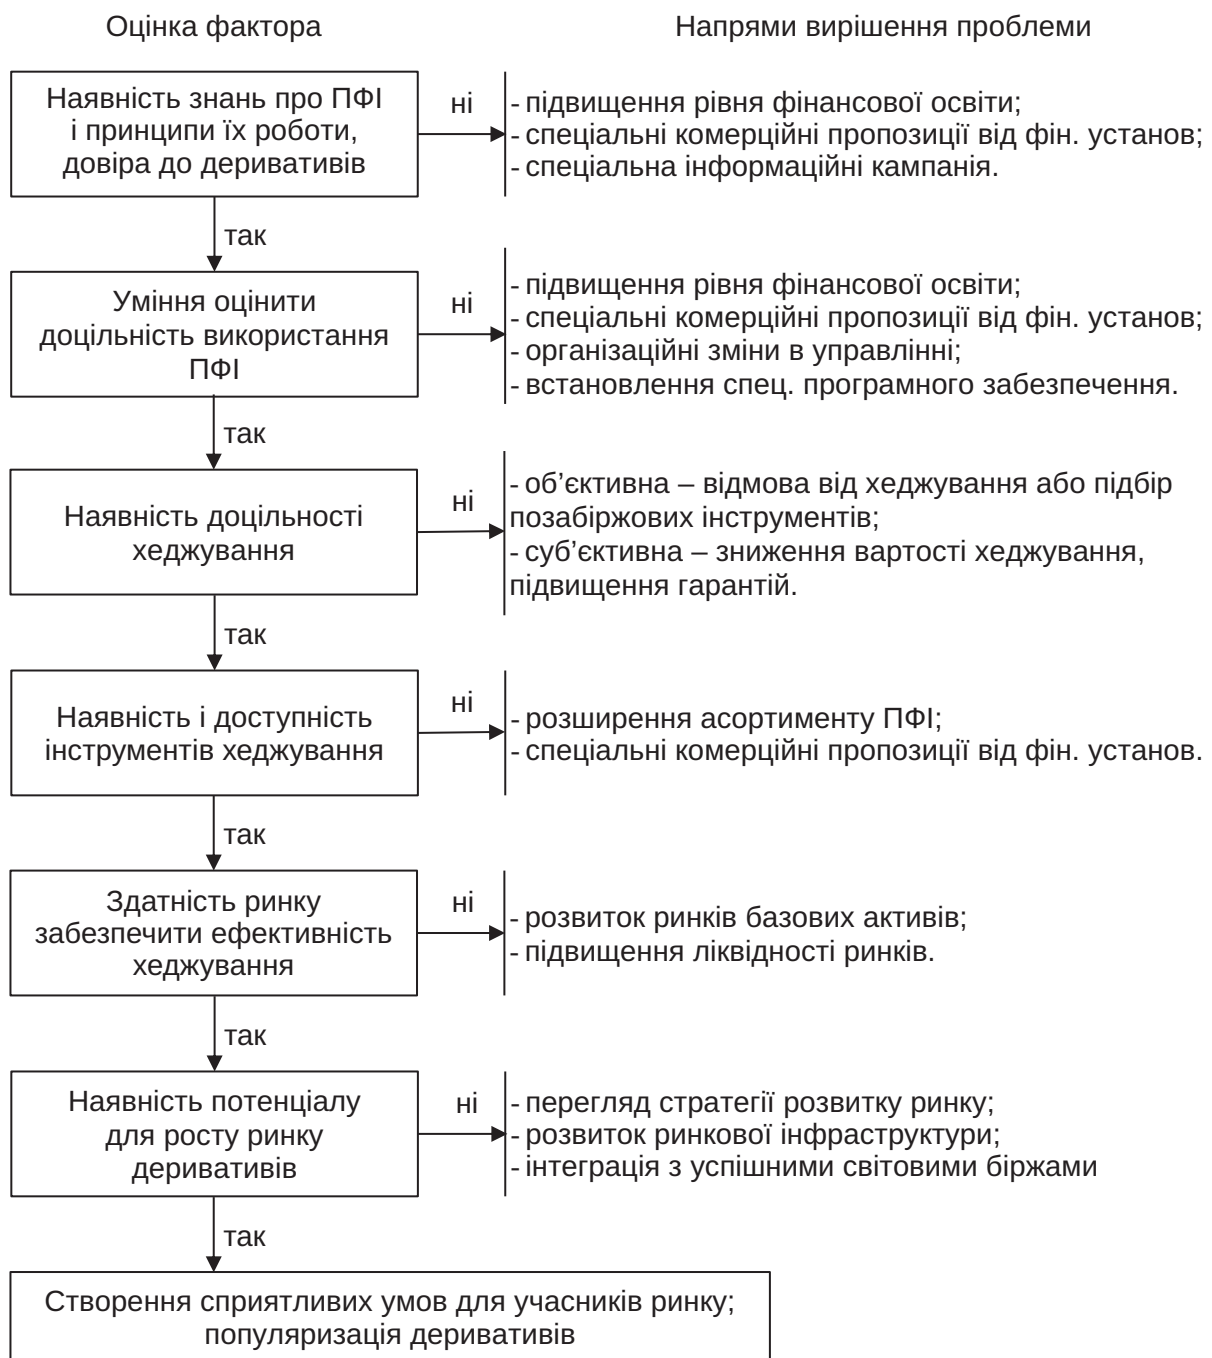 Оцінка фактора
Напрями вирішення проблеми
Наявність знань про ПФІ
і принципи їх роботи,
довіра до деривативів
ні
- підвищення рівня фінансової освіти;
- спеціальні комерційні пропозиції від фін. установ;
- спеціальна інформаційні кампанія.
так
Уміння оцінити
доцільність використання
ПФІ
ні
- підвищення рівня фінансової освіти;
- спеціальні комерційні пропозиції від фін. установ;
- організаційні зміни в управлінні;
- встановлення спец. програмного забезпечення.
так
Наявність доцільності
хеджування
ні
- об’єктивна – відмова від хеджування або підбір
позабіржових інструментів;
- суб’єктивна – зниження вартості хеджування,
підвищення гарантій.
так
Наявність і доступність
інструментів хеджування
ні
- розширення асортименту ПФІ;
- спеціальні комерційні пропозиції від фін. установ.
так
Здатність ринку
забезпечити ефективність
хеджування
ні
- розвиток ринків базових активів;
- підвищення ліквідності ринків.
так
Наявність потенціалу
для росту ринку
деривативів
ні
- перегляд стратегії розвитку ринку;
- розвиток ринкової інфраструктури;
- інтеграція з успішними світовими біржами
так
Створення сприятливих умов для учасників ринку;
популяризація деривативів